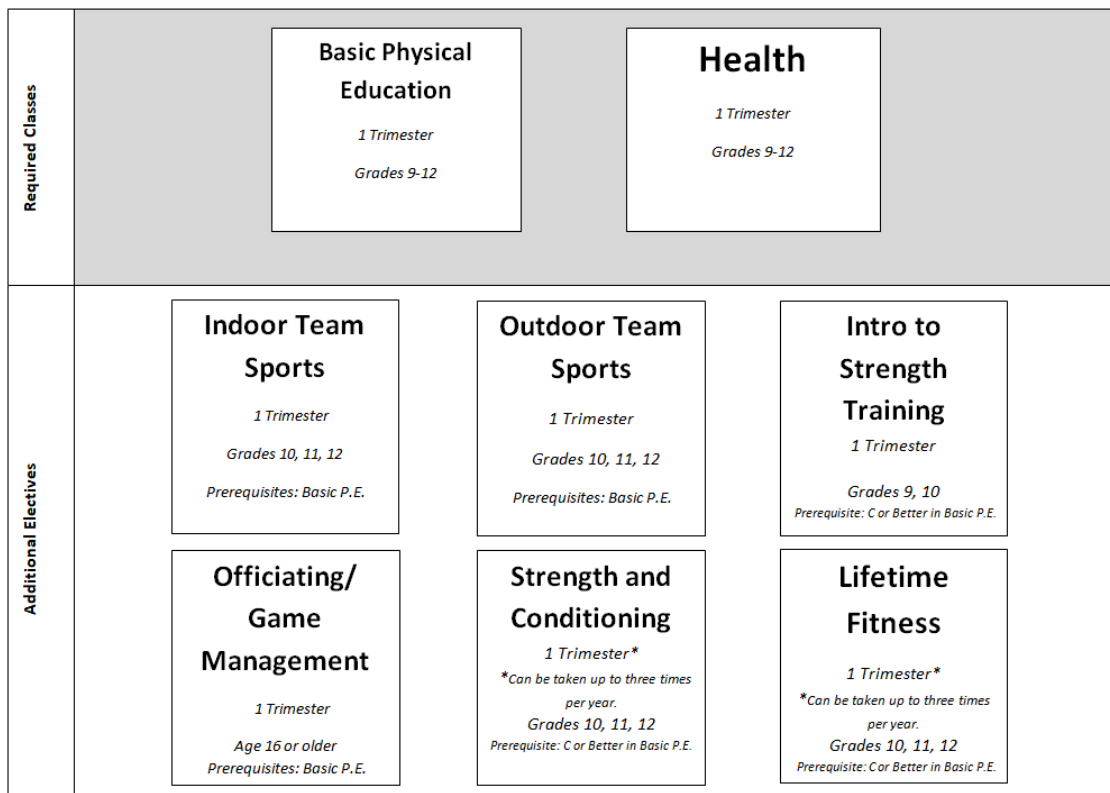 Required Classes
Basic Physical
Education
1 Trimester
Grades 9-12
Health
1 Trimester
Grades 9-12
Additional Electives
Indoor Team
Sports
1 Trimester
Grades 10, 11, 12
Prerequisites: Basic P.E.
Outdoor Team
Sports
1 Trimester
Grades 10, 11, 12
Prerequisites: Basic P.E.
Intro to
Strength
Training
1 Trimester
Grades 9, 10
Prerequisite: C or Better in Basic P.E.
Officiating/
Game
Management
1 Trimester
Age 16 or older
Prerequisites: Basic P.E.
Strength and
Conditioning
1 Trimester*
*Can be taken up to three times
per year.
Grades 10, 11, 12
Prerequisite: C or Better in Basic P.E.
Lifetime
Fitness
1 Trimester*
*Can be taken up to three times
per year.
Grades 10, 11, 12
Prerequisite: C or Better in Basic P.E.